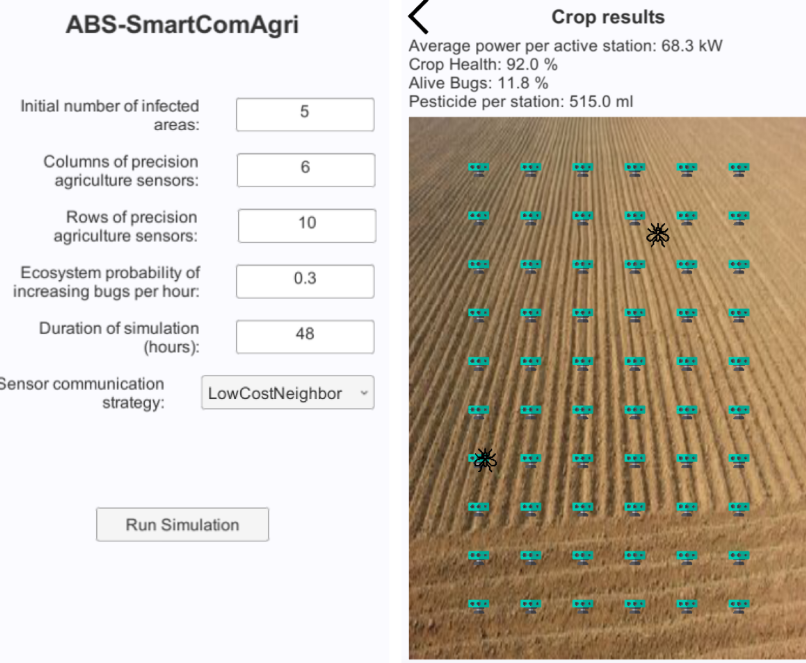 ABS-SmartComAgri
Initial number of infected
areas:
5
Columns of precision
agriculture sensors:
6
Rows of precision
agriculture sensors:
10
Ecosystem probability of
increasing bugs per hour:
0.3
Duration of simulation
(hours):
48
Sensor communication
strategy:
LowCostNeighbor
Run Simulation
Crop results
Average power per active station: 68.3 kW
Crop Health: 92.0 %
Alive Bugs: 11.8 %
Pesticide per station: 515.0 ml